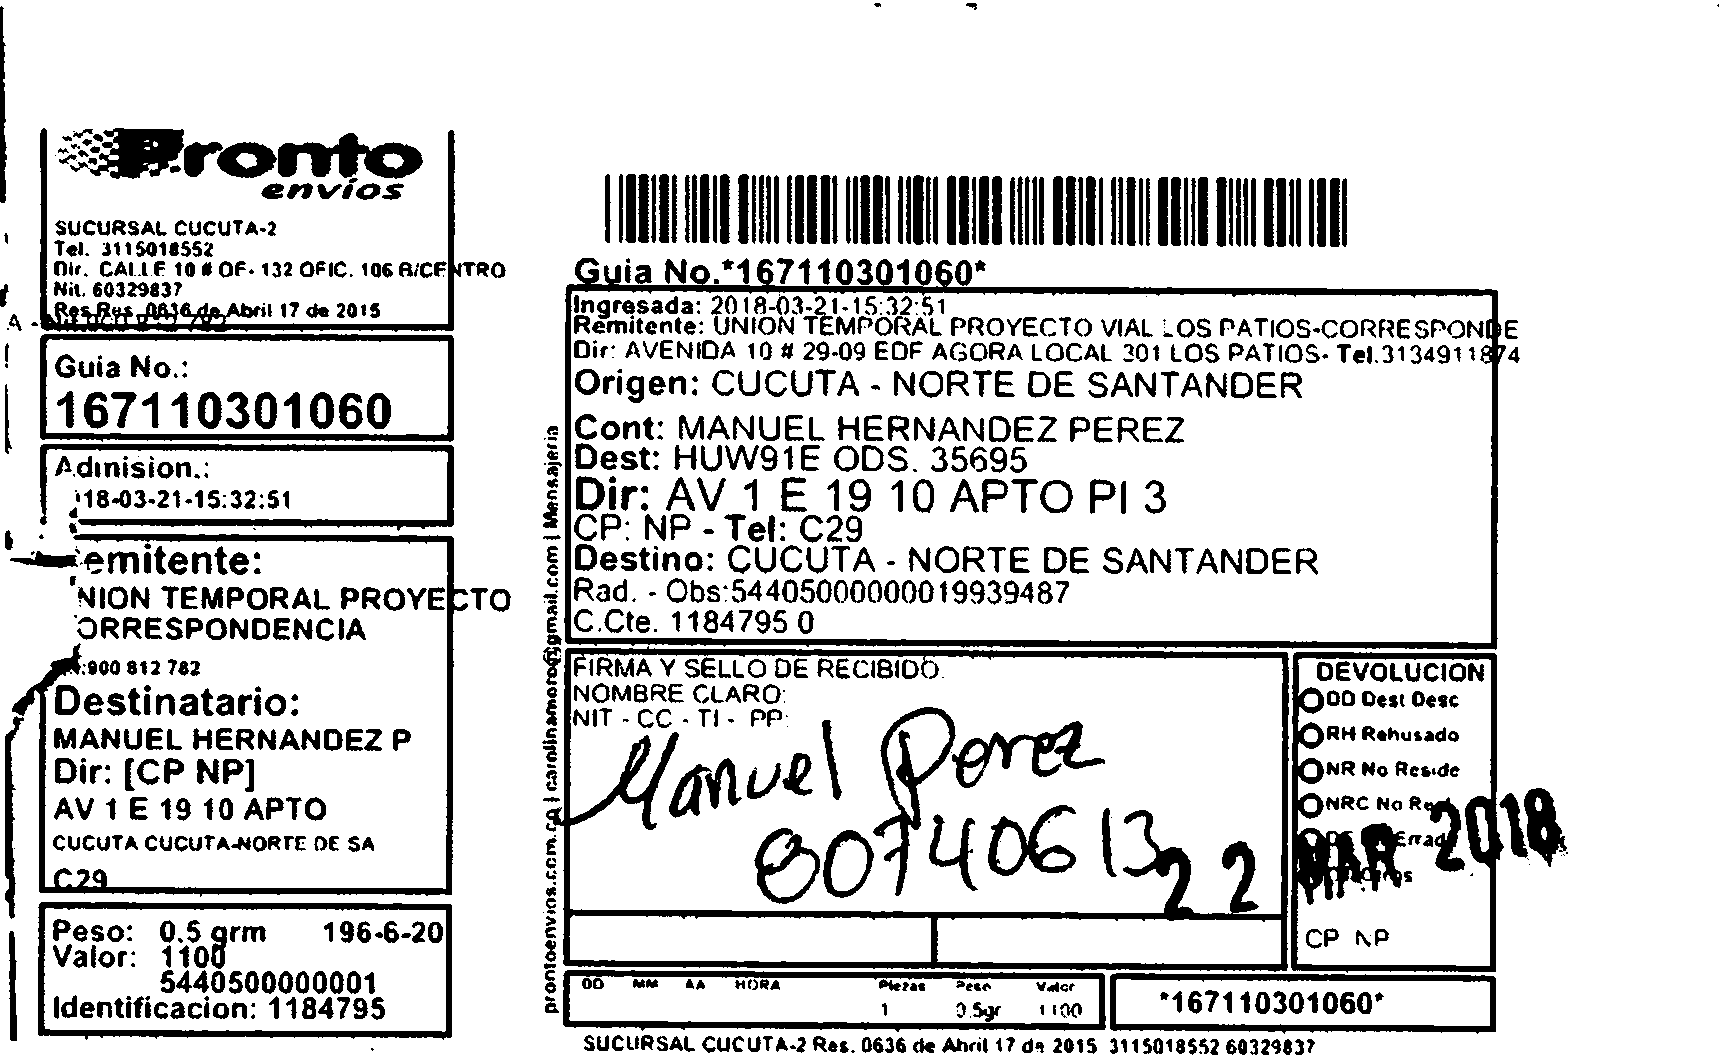 Pronto
envíos
SUCURSAL CUCUTA-2
Tel. 3115018552
Dir. CALLE 10 # OF- 132 OFIC. 106 B/CENTRO
Nit. 60329837
Res Res. 0636 de Abril 17 de 2015
Guia No.:
167110301060
Admision.:
18-03-21-15:32:51
emitente:
NION TEMPORAL PROYECTO
ORRESPONDENCIA
:900 812 782
Destinatario:
MANUEL HERNANDEZ P
Dir: [CP NP]
AV 1 E 19 10 APTO
CUCUTA CUCUTA-NORTE DE SA
C29
Peso: 0.5 grm 196-6-20
Valor: 1100
5440500000001
Identificacion: 1184795
Guia No.*167110301060*
Ingresada: 2018-03-21-15:32:51
Remitente: UNION TEMPORAL PROYECTO VIAL LOS PATIOS-CORRESPONDE
Dir: AVENIDA 10 # 29-09 EDF AGORA LOCAL 301 LOS PATIOS- Tel.3134911874
Origen: CUCUTA - NORTE DE SANTANDER
Cont: MANUEL HERNANDEZ PEREZ
Dest: HUW91E ODS. 35695
Dir: AV 1 E 19 10 APTO PI 3
CP: NP - Tel: C29
Destino: CUCUTA - NORTE DE SANTANDER
Rad. - Obs:544050000000019939487
C.Cte. 1184795 0
FIRMA Y SELLO DE RECIBIDO:
NOMBRE CLARO:
NIT - CC - TI - PP:
Manuel Perez
80740613
22 MAR 2018
DEVOLUCION
DD Dest Desc
RH Rehusado
NR No Reside
NRC No
CP NP
DD MM AA HORA Piezas Peso Valor
1 0.5gr 1100
*167110301060*
SUCURSAL CUCUTA-2 Res. 0636 de Abril 17 de 2015 3115018552 60329837